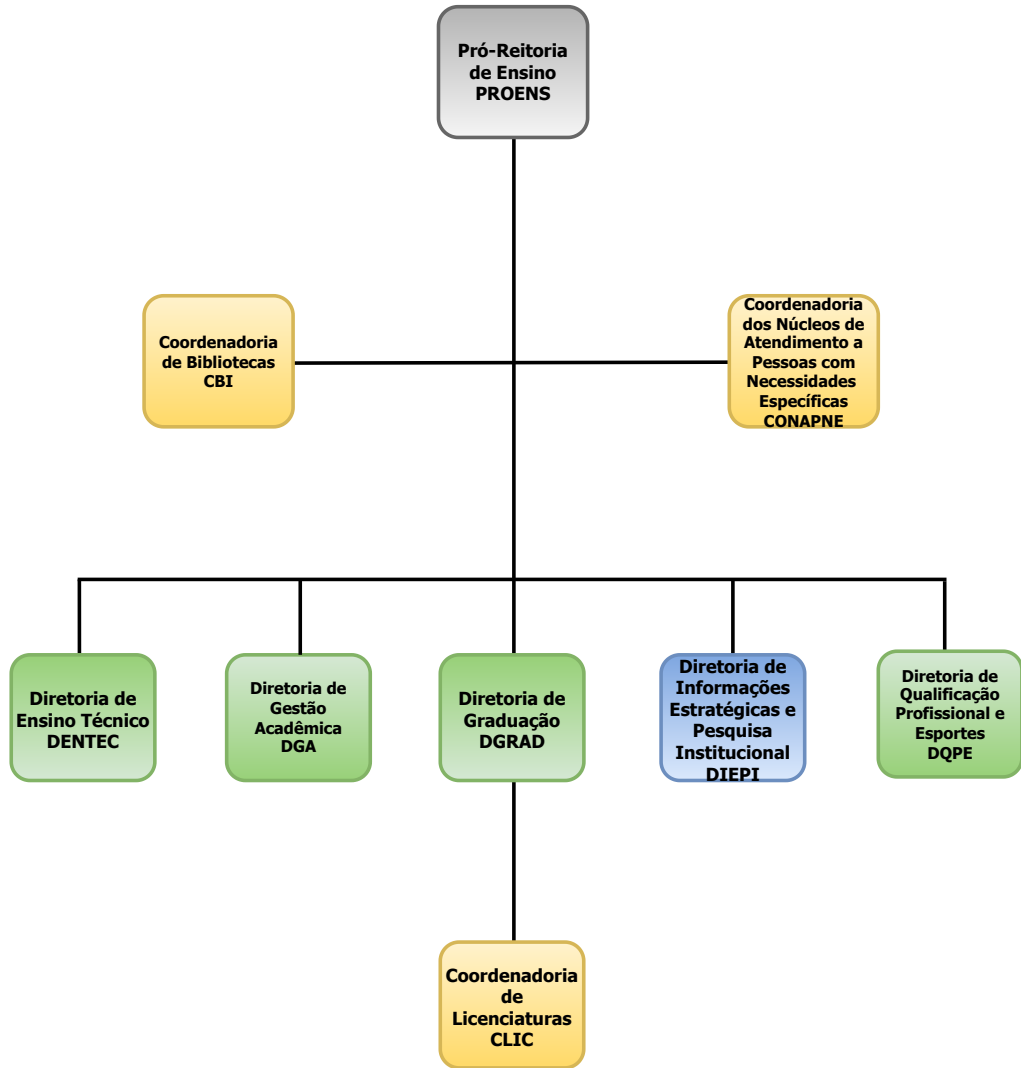 Pró-Reitoria
de Ensino
PROENS
Coordenadoria
de Bibliotecas
CBI
Coordenadoria
dos Núcleos de
Atendimento a
Pessoas com
Necessidades
Específicas
CONAPNE
Diretoria de
Ensino Técnico
DENTEC
Diretoria de
Gestão
Acadêmica
DGA
Diretoria de
Graduação
DGRAD
Diretoria de
Informações
Estratégicas e
Pesquisa
Institucional
DIEPI
Diretoria de
Qualificação
Profissional e
Esportes
DQPE
Coordenadoria
de
Licenciaturas
CLIC